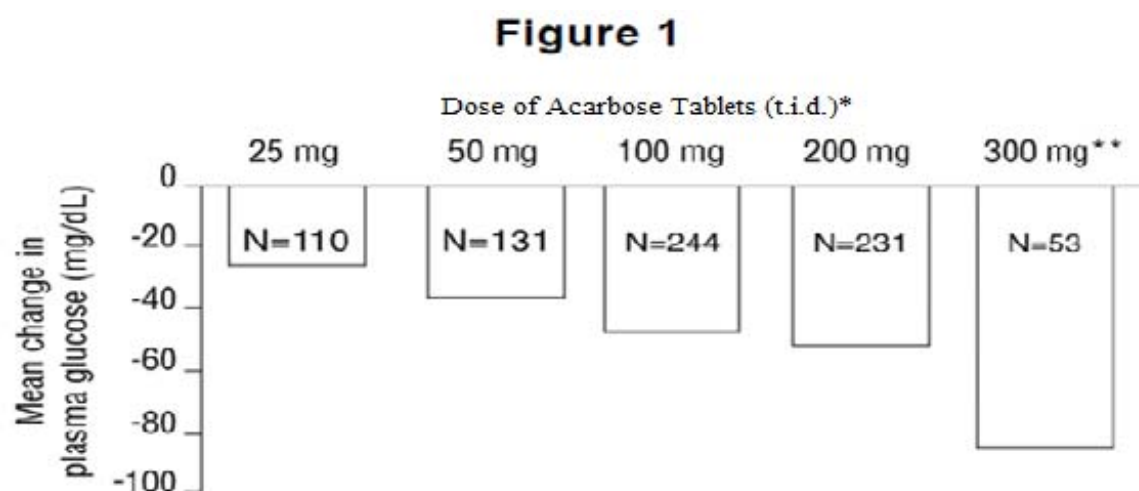 Figure 1
Dose of Acarbose Tablets (t.i.d.)*
25 mg 50 mg 100 mg 200 mg 300 mg**
0
N=110 N=131 N=244 N=231 N=53
-20
-40
-60
-80
-100
Mean change in
plasma glucose (mg/dL)